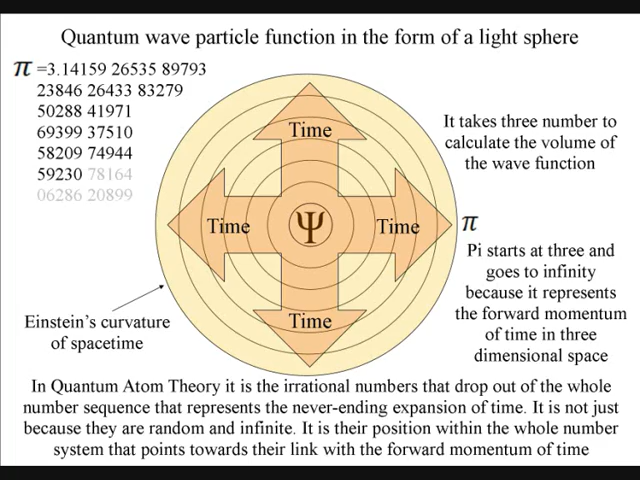 Quantum wave particle function in the form of a light sphere
π =3.14159 26535 89793
23846 26433 83279
50288 41971
69399 37510
58209 74944
59230 78164
06286 20899
It takes three number to
calculate the volume of
the wave function
Time
Time
Ψ
Time
π
Pi starts at three and
goes to infinity
because it represents
the forward momentum
of time in three
dimensional space
Time
Einstein's curvature
of spacetime
In Quantum Atom Theory it is the irrational numbers that drop out of the whole
number sequence that represents the never-ending expansion of time. It is not just
because they are random and infinite. It is their position within the whole number
system that points towards their link with the forward momentum of time